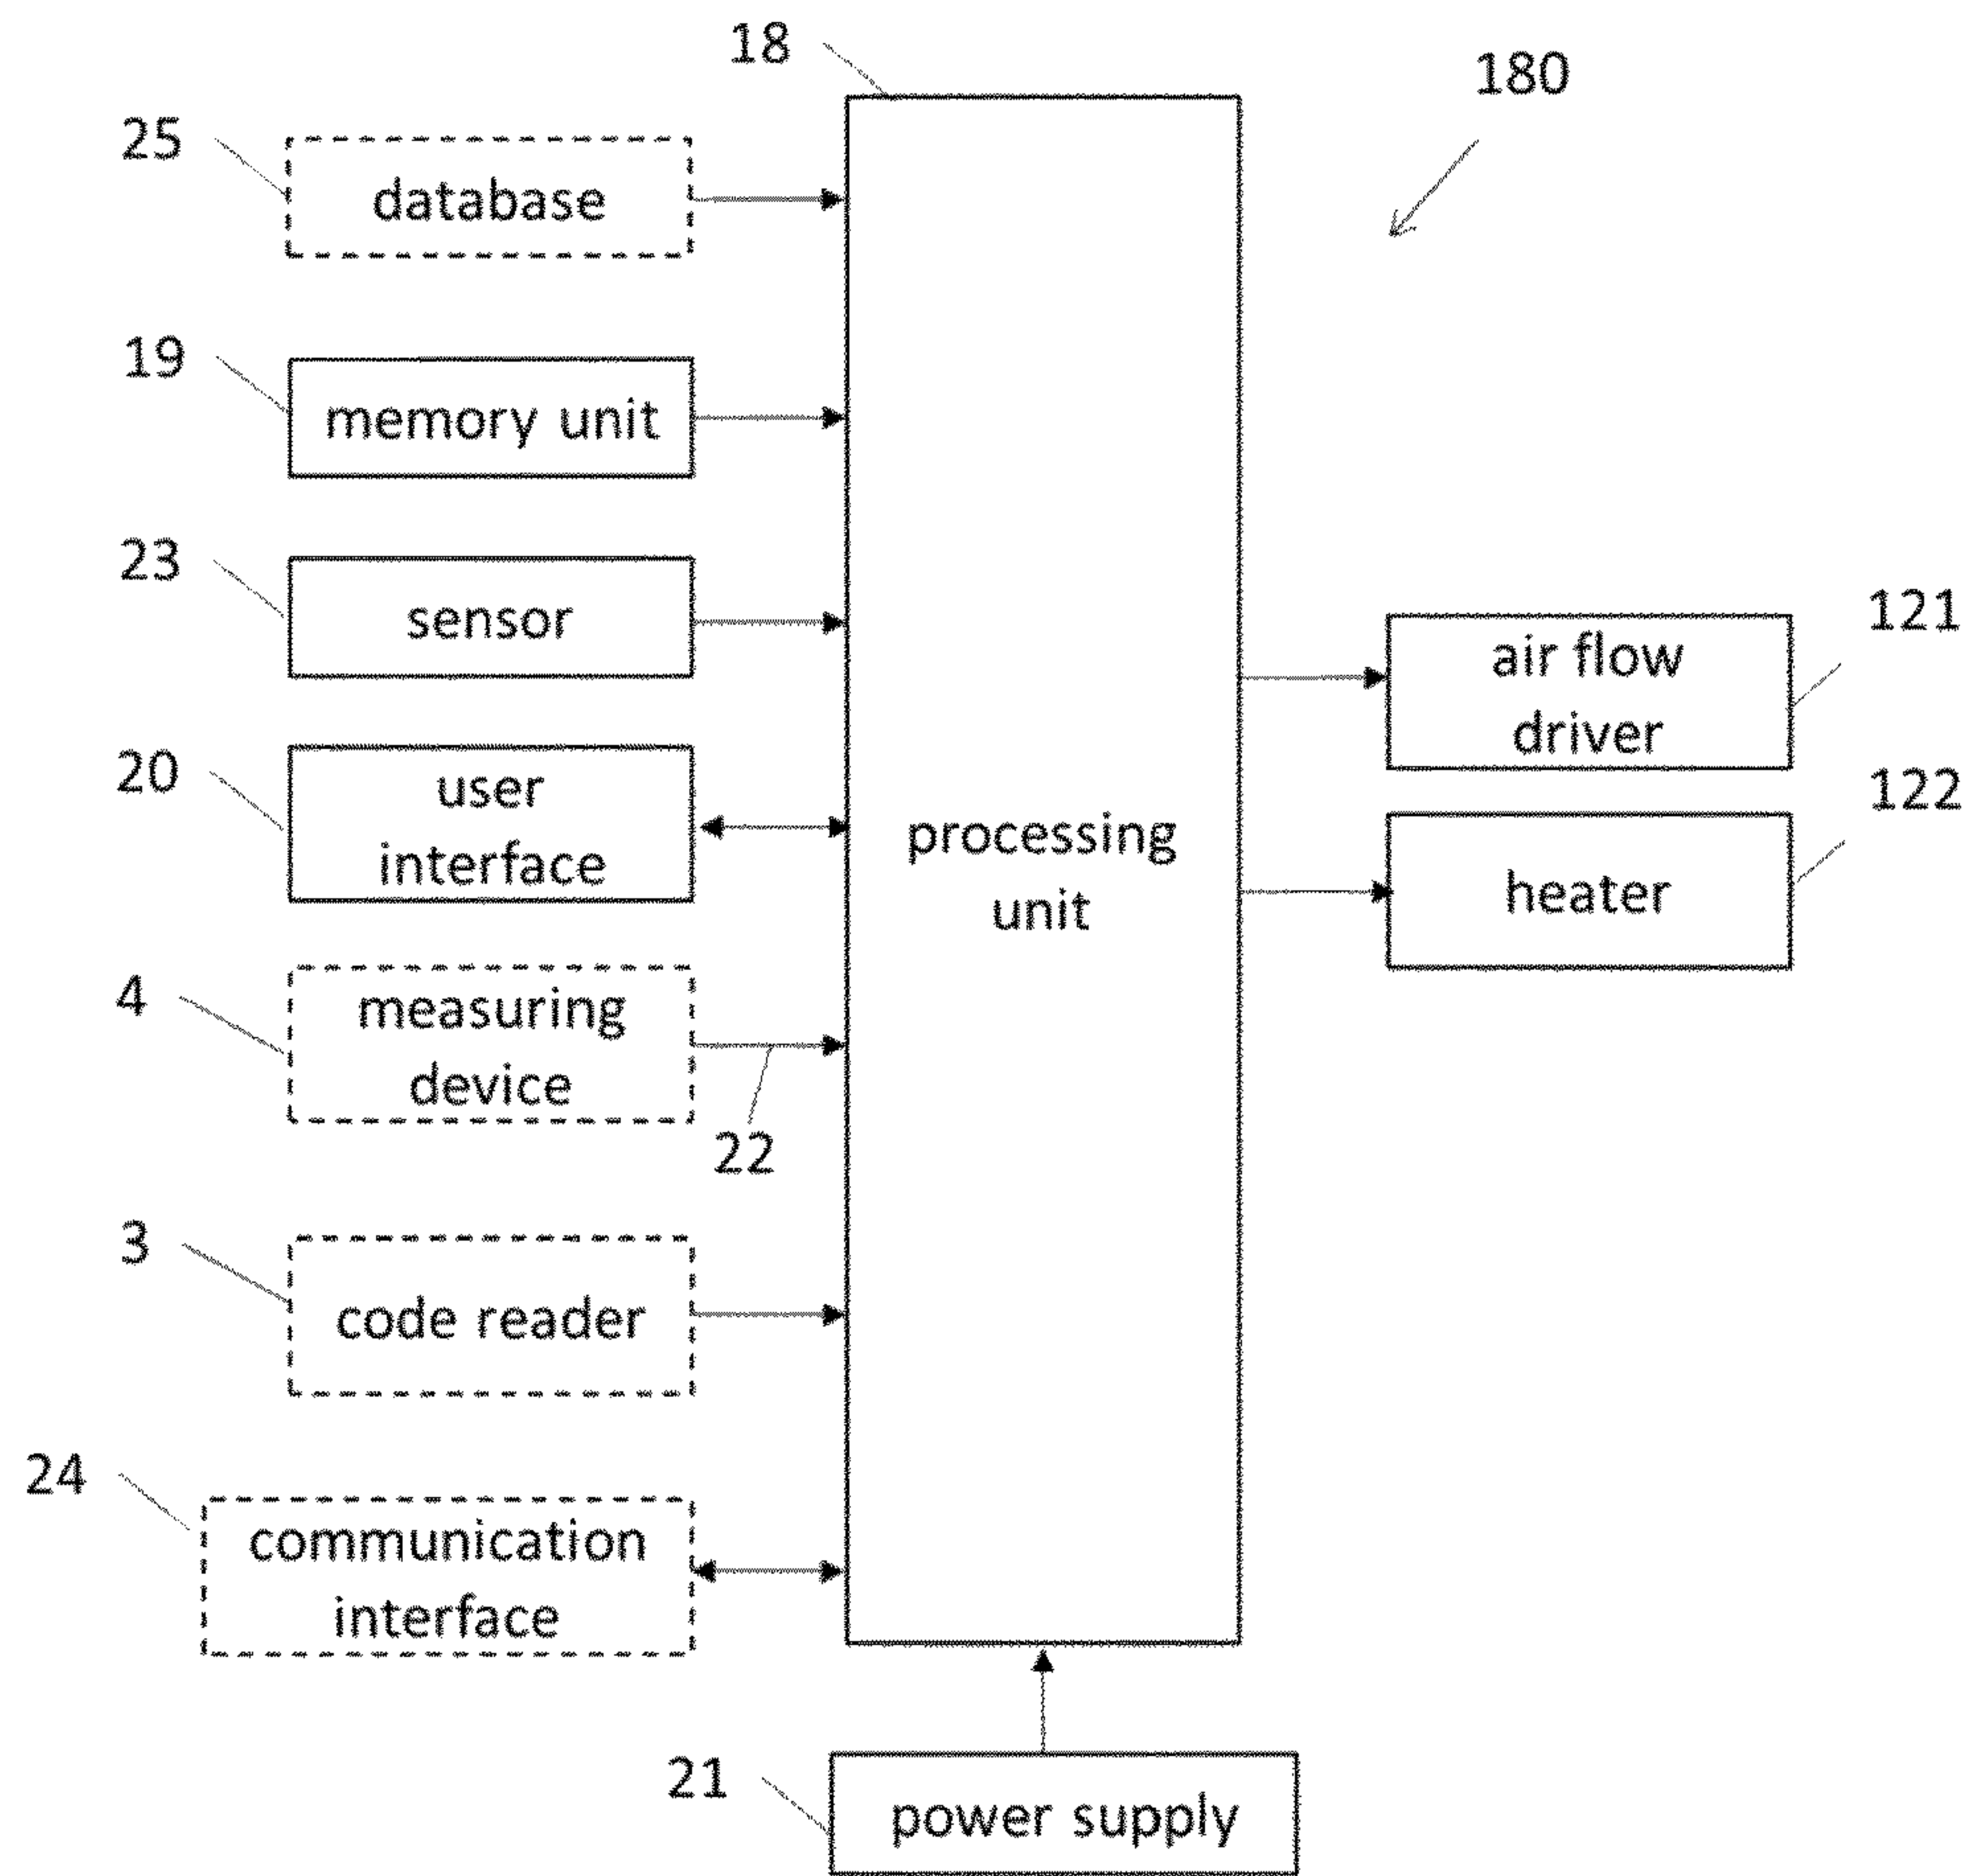 18
180
25
database
19
memory unit
23
sensor
20
user
interface
4
measuring
device
22
3
code reader
24
communication
interface
processing
unit
121
air flow
driver
122
heater
21
power supply